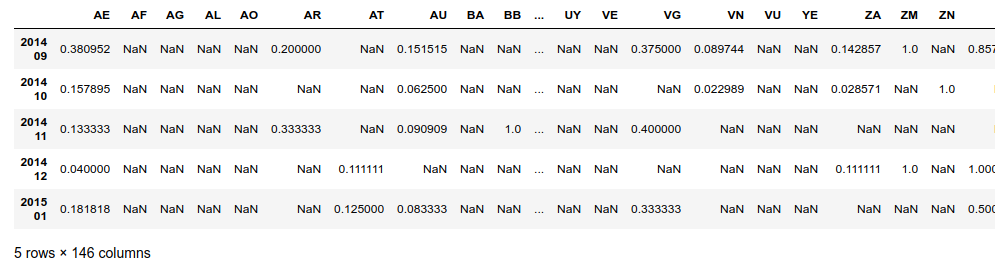 AE AF AG AL AO AR AT AU BA BB ... UY VE VG VN VU YE ZA ZM ZN
2014 09 0.380952 NaN NaN NaN NaN 0.200000 NaN 0.151515 NaN NaN ... NaN NaN 0.375000 0.089744 NaN NaN 0.142857 1.0 NaN 0.857
2014 10 0.157895 NaN NaN NaN NaN NaN NaN 0.062500 NaN NaN ... NaN NaN NaN 0.022989 NaN NaN 0.028571 NaN 1.0
2014 11 0.133333 NaN NaN NaN NaN 0.333333 NaN 0.090909 NaN 1.0 ... NaN NaN 0.400000 NaN NaN NaN NaN NaN NaN
2014 12 0.040000 NaN NaN NaN NaN NaN 0.111111 NaN NaN NaN ... NaN NaN NaN NaN NaN NaN 0.111111 1.0 NaN 1.000
2015 01 0.181818 NaN NaN NaN NaN NaN 0.125000 0.083333 NaN NaN ... NaN NaN 0.333333 NaN NaN NaN NaN NaN NaN 0.500
5 rows × 146 columns